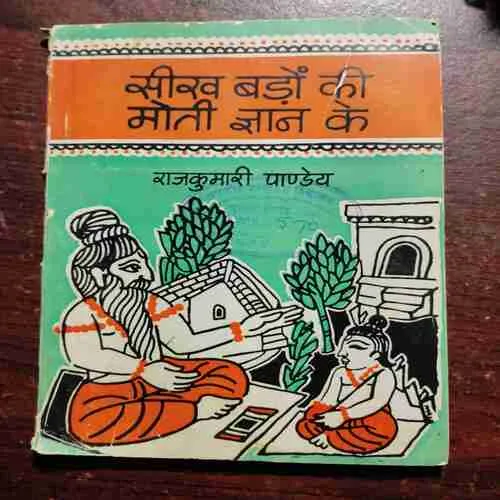 सीख बड़ों की
मोती ज्ञान के
राजकुमारी पाण्डेय